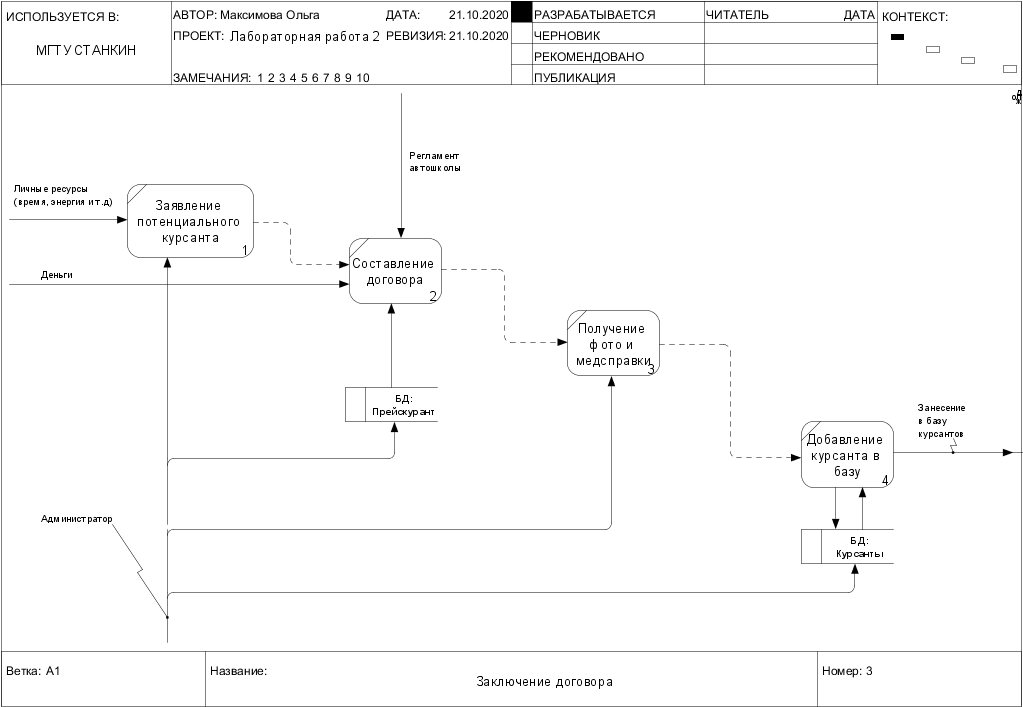 ИСПОЛЬЗУЕТСЯ В:
МГТУ СТАНКИН
АВТОР: Максимова Ольга
ДАТА: 21.10.2020
ПРОЕКТ: Лабораторная работа 2
РЕВИЗИЯ: 21.10.2020
ЗАМЕЧАНИЯ: 1 2 3 4 5 6 7 8 9 10
РАЗРАБАТЫВАЕТСЯ
ЧЕРНОВИК
РЕКОМЕНДОВАНО
ПУБЛИКАЦИЯ
ЧИТАТЕЛЬ
ДАТА
КОНТЕКСТ:
Регламент
автошколы
Личные ресурсы
(время, энергия и т.д)
Заявление
потенциального
курсанта
1
Деньги
Составление
договора
2
Получение
фото и
медсправки
3
БД:
Прейскурант
Занесение
в базу
курсантов
Добавление
курсанта в
базу
4
Администратор
БД:
Курсанты
Ветка: A1
Название:
Заключение договора
Номер: 3